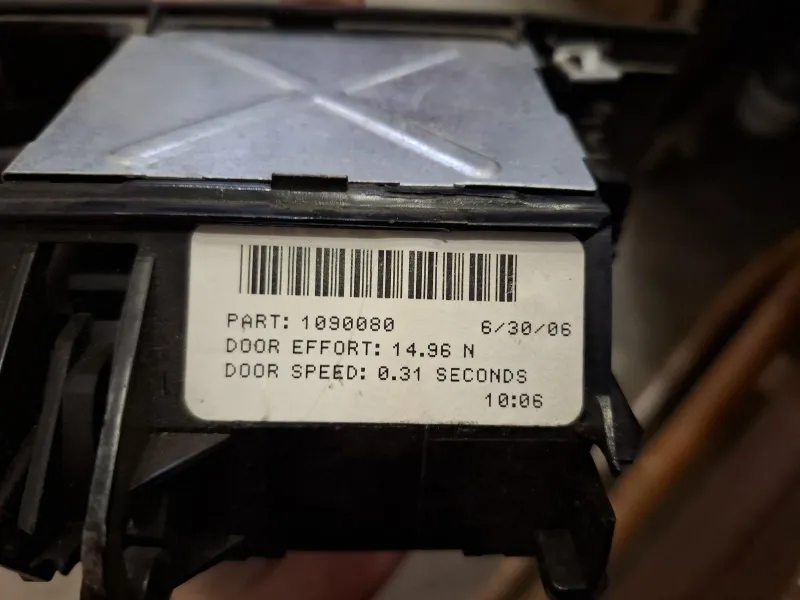 PART: 1090080 6/30/06
DOOR EFFORT: 14.96 N
DOOR SPEED: 0.31 SECONDS
10:06